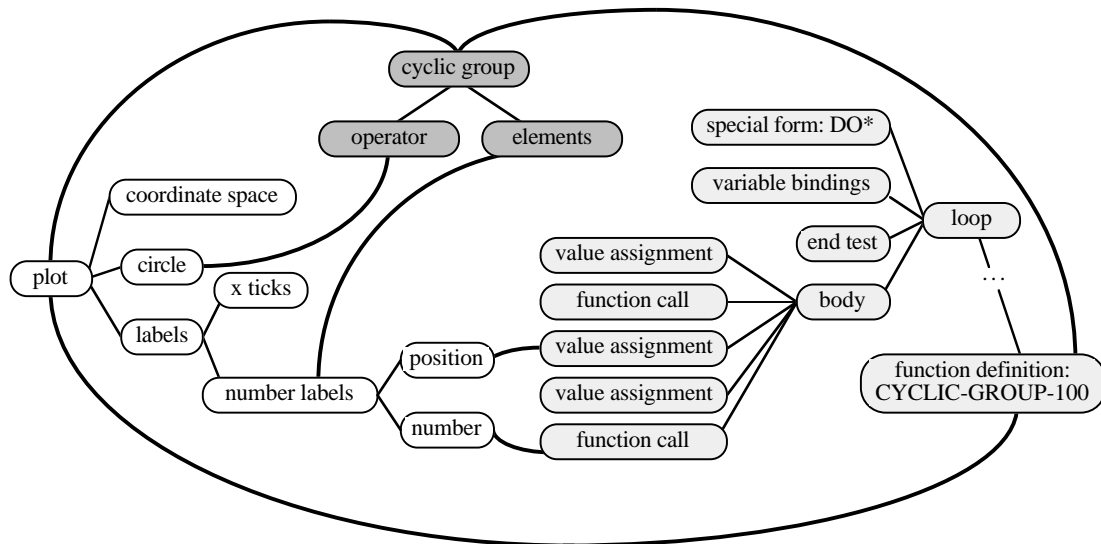 cyclic group
operator
elements
special form: DO*
coordinate space
variable bindings
loop
end test
value assignment
circle
plot
x ticks
...
function call
body
labels
value assignment
position
function definition:
CYCLIC-GROUP-100
number labels
value assignment
number
function call